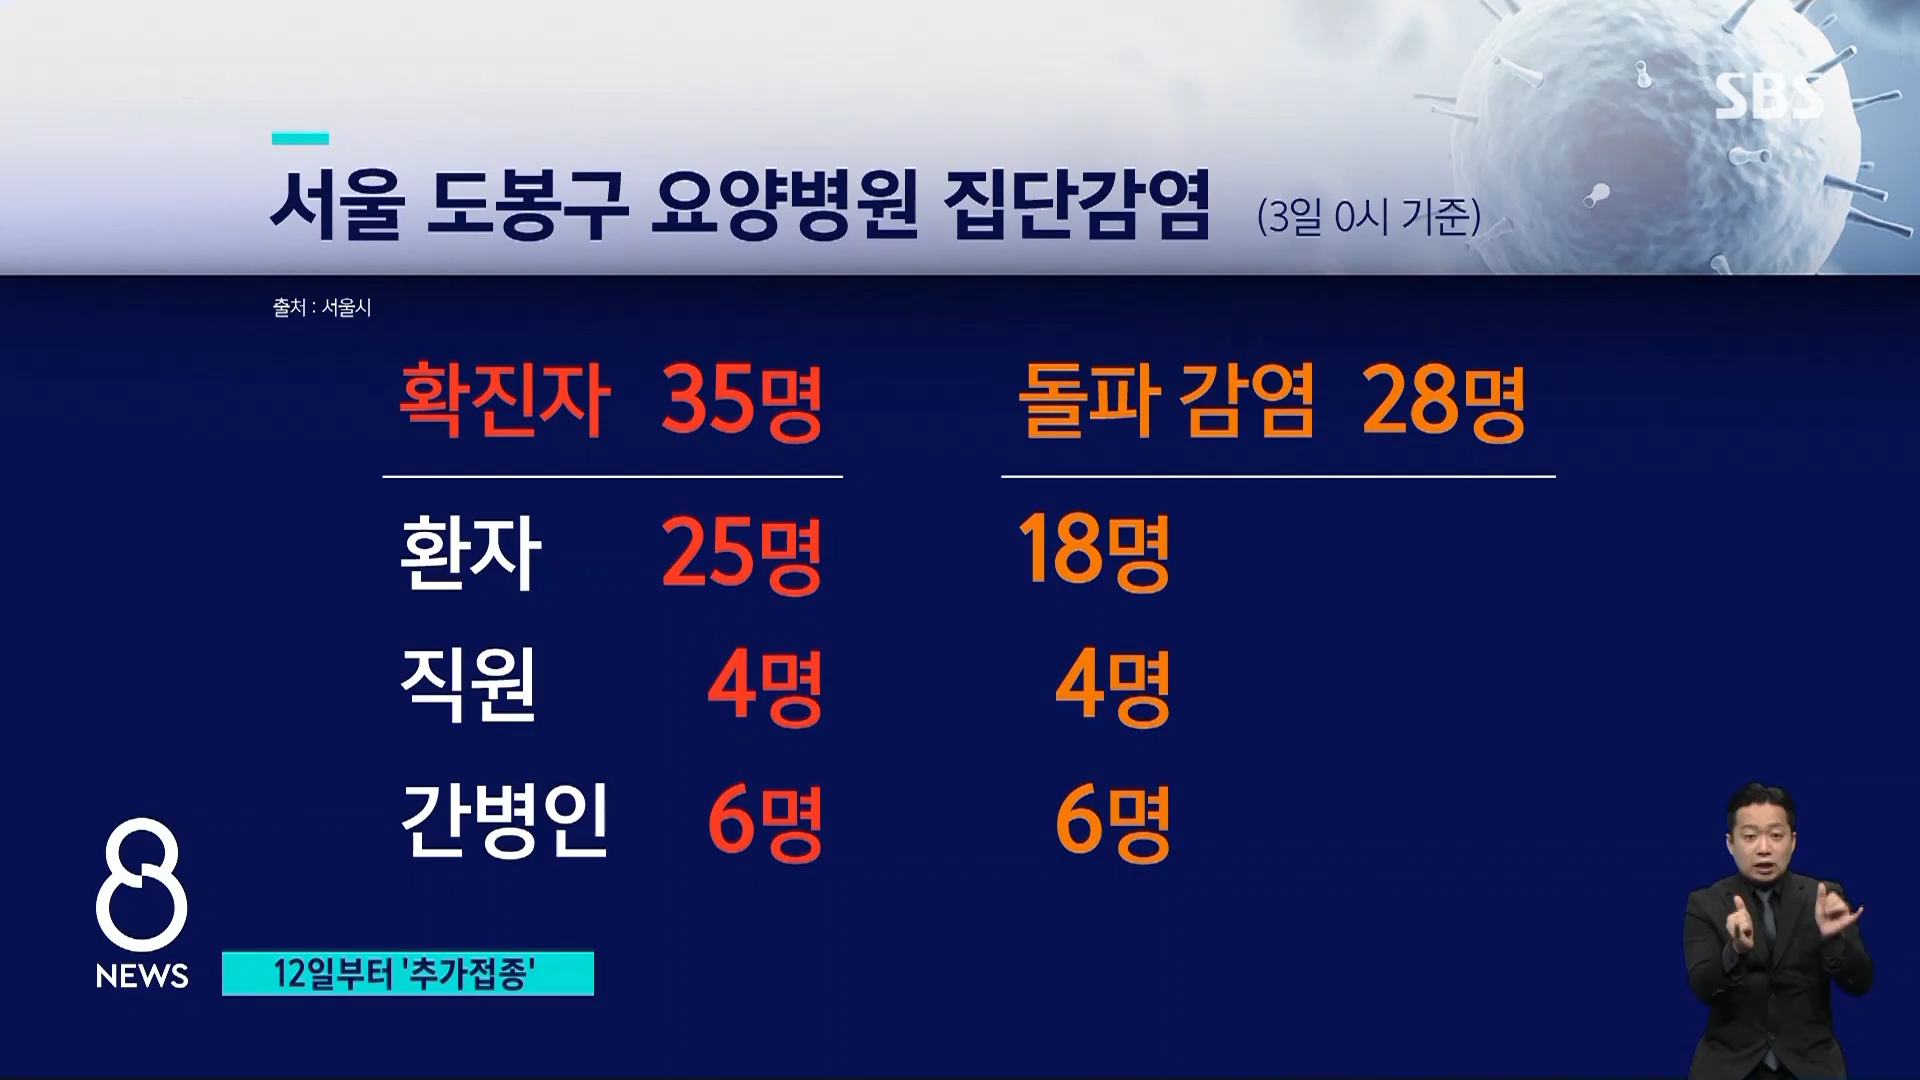 SBS
서울 도봉구 요양병원 집단감염 (3일 0시 기준)
출처 : 서울시
확진자 35명 돌파 감염 28명
환자 25명 18명
직원 4명 4명
간병인 6명 6명
8
NEWS
12일부터 '추가접종'